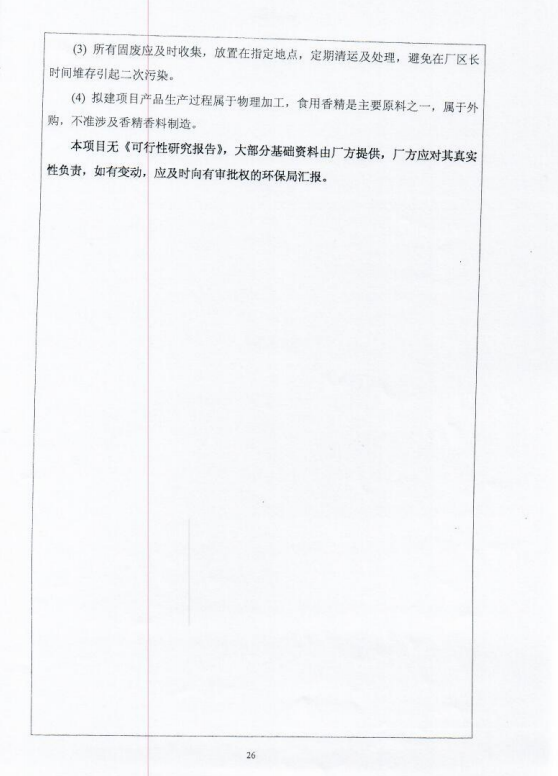 (3) 所有固废应及时收集，放置在指定地点，定期清运及处理，避免在厂区长
时间堆存引起二次污染。
(4) 拟建项目产品生产过程属于物理加工，食用香精是主要原料之一，属于外
购，不准涉及香精香料制造。
本项目无《可行性研究报告》，大部分基础资料由厂方提供，厂方应对其真实
性负责，如有变动，应及时向有审批权的环保局汇报。
26